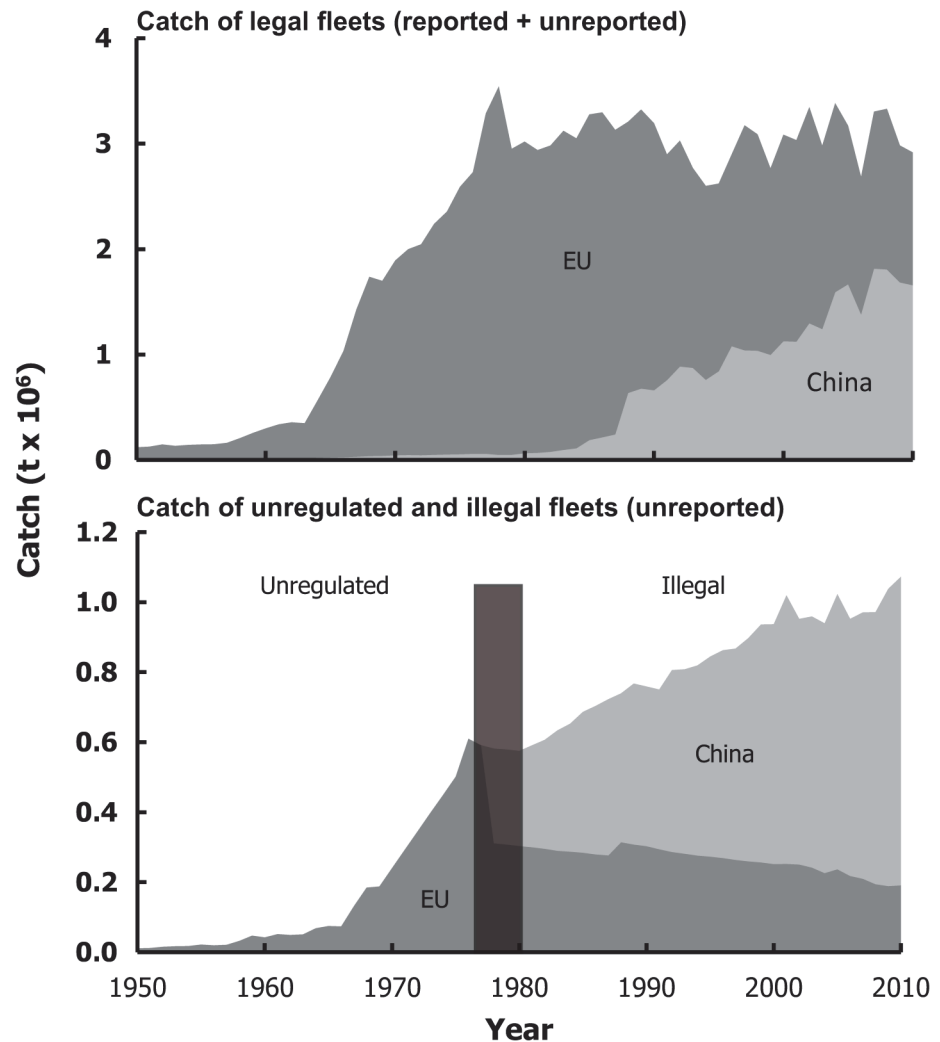 Catch of legal fleets (reported + unreported)
4
3
2
1
0
EU
China
Catch (t x 10⁶)
Catch of unregulated and illegal fleets (unreported)
1.2
1.0
0.8
0.6
0.4
0.2
0.0
Unregulated
Illegal
China
EU
1950 1960 1970 1980 1990 2000 2010
Year